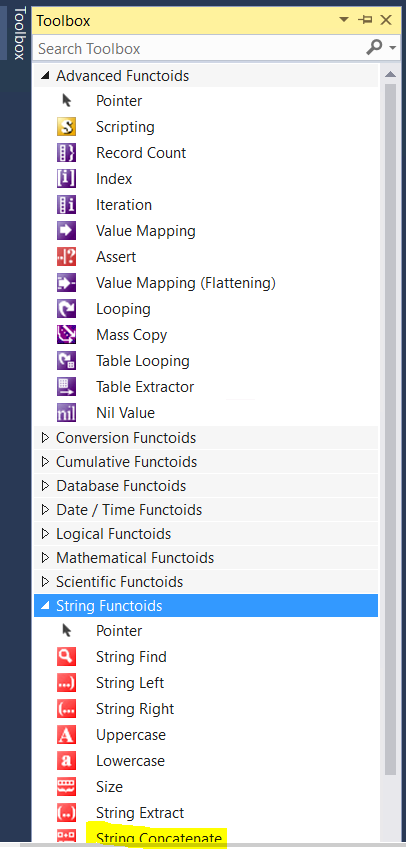 Toolbox
Toolbox
Search Toolbox
Advanced Functoids
Pointer
Scripting
Record Count
Index
Iteration
Value Mapping
Assert
Value Mapping (Flattening)
Looping
Mass Copy
Table Looping
Table Extractor
nil Nil Value
Conversion Functoids
Cumulative Functoids
Database Functoids
Date / Time Functoids
Logical Functoids
Mathematical Functoids
Scientific Functoids
String Functoids
Pointer
String Find
String Left
String Right
A Uppercase
a Lowercase
Size
String Extract
String Concatenate